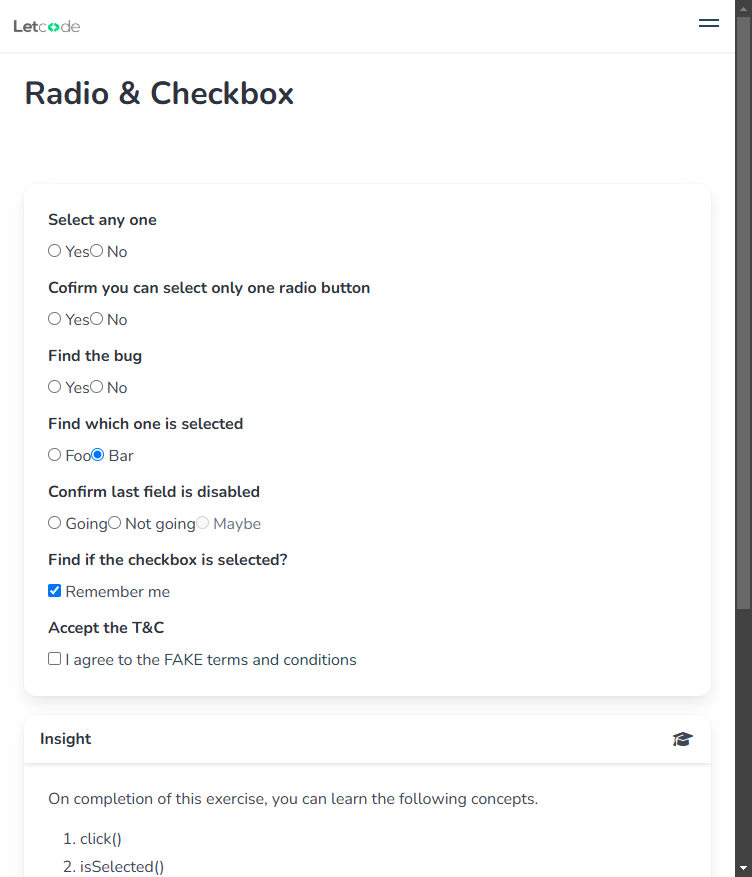 Letcode
Radio & Checkbox
Select any one
Yes No
Cofirm you can select only one radio button
Yes No
Find the bug
Yes No
Find which one is selected
Foo Bar
Confirm last field is disabled
Going Not going Maybe
Find if the checkbox is selected?
Remember me
Accept the T&C
I agree to the FAKE terms and conditions
Insight
On completion of this exercise, you can learn the following concepts.
1. click()
2. isSelected()